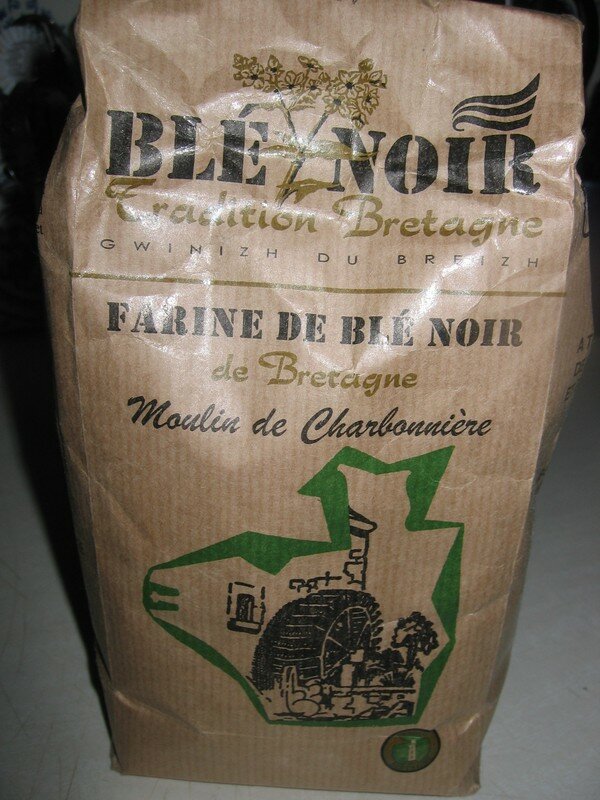 BLÉ NOIR
Tradition Bretagne
GWINIZH DU BREIZH
FARINE DE BLÉ NOIR
de Bretagne
Moulin de Charbonnière